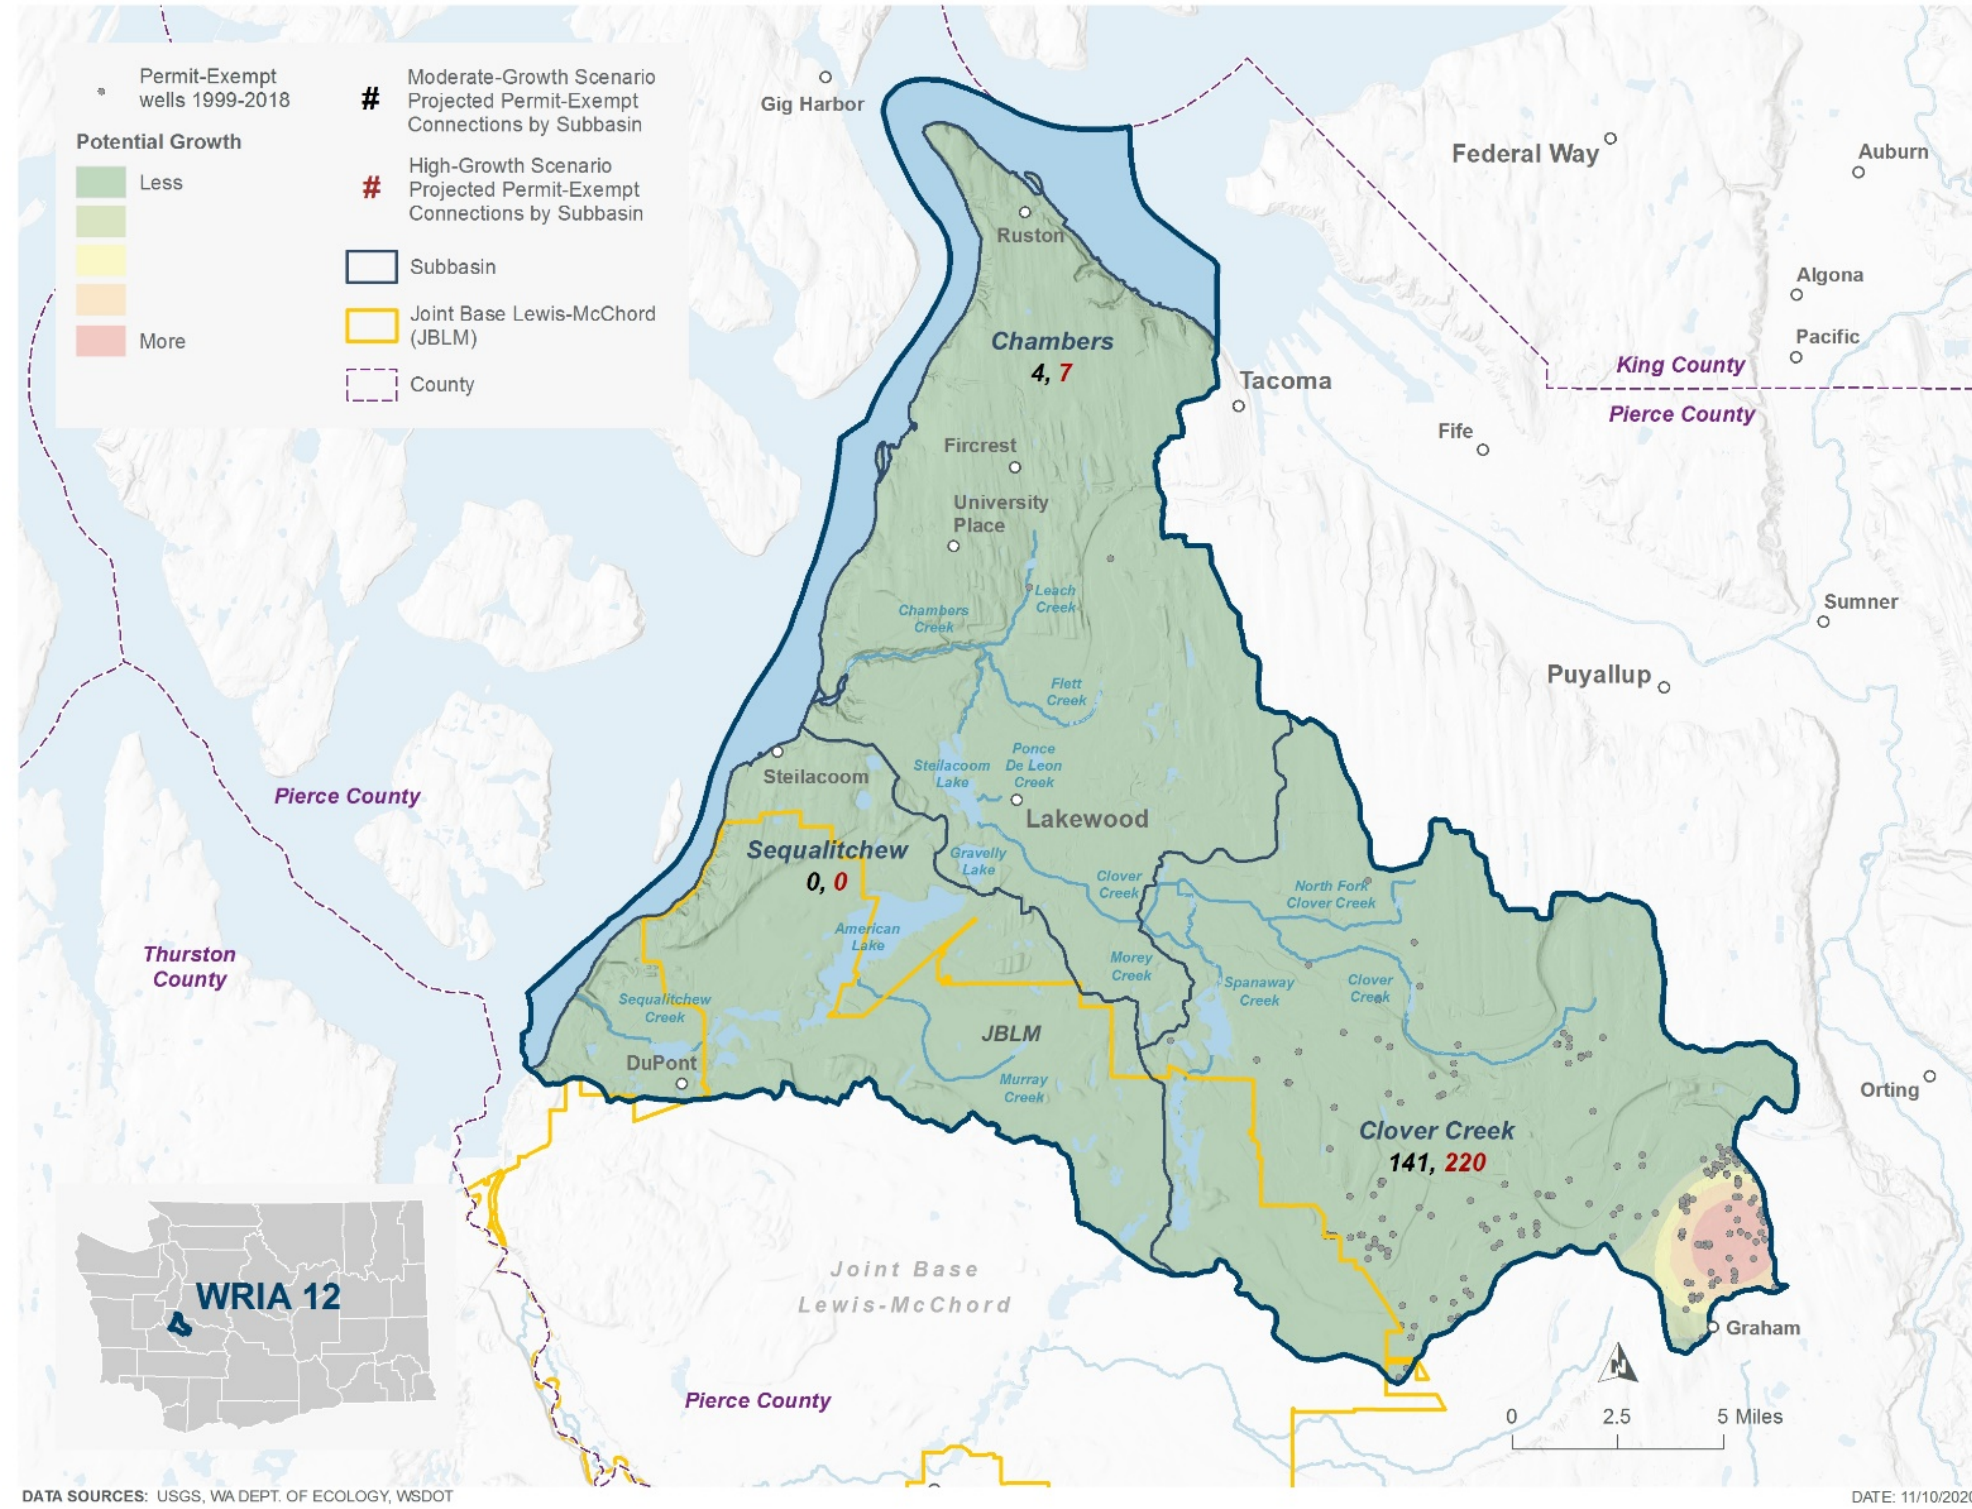 Permit-Exempt
wells 1999-2018
Potential Growth
Less
More
#
Moderate-Growth Scenario
Projected Permit-Exempt
Connections by Subbasin
#
High-Growth Scenario
Projected Permit-Exempt
Connections by Subbasin
Subbasin
Joint Base Lewis-McChord
(JBLM)
County
Gig Harbor
Federal Way
Auburn
Ruston
Algona
Pacific
Chambers
4, 7
King County
Pierce County
Tacoma
Fife
Fircrest
University
Place
Leach
Creek
Chambers
Creek
Sumner
Puyallup
Flett
Creek
Steilacoom
Steilacoom
Lake
Ponce
De Leon
Creek
Lakewood
Pierce County
Sequalitchew
0, 0
Gravelly
Lake
Clover
Creek
North Fork
Clover Creek
American
Lake
Thurston
County
Morey
Creek
Spanaway
Creek
Clover
Creek
Sequalitchew
Creek
JBLM
DuPont
Murray
Creek
Orting
Clover Creek
141, 220
Joint Base
Lewis-McChord
WRIA 12
Graham
N
Pierce County
0 2.5 5 Miles
DATA SOURCES: USGS, WA DEPT. OF ECOLOGY, WSDOT
DATE: 11/10/2020